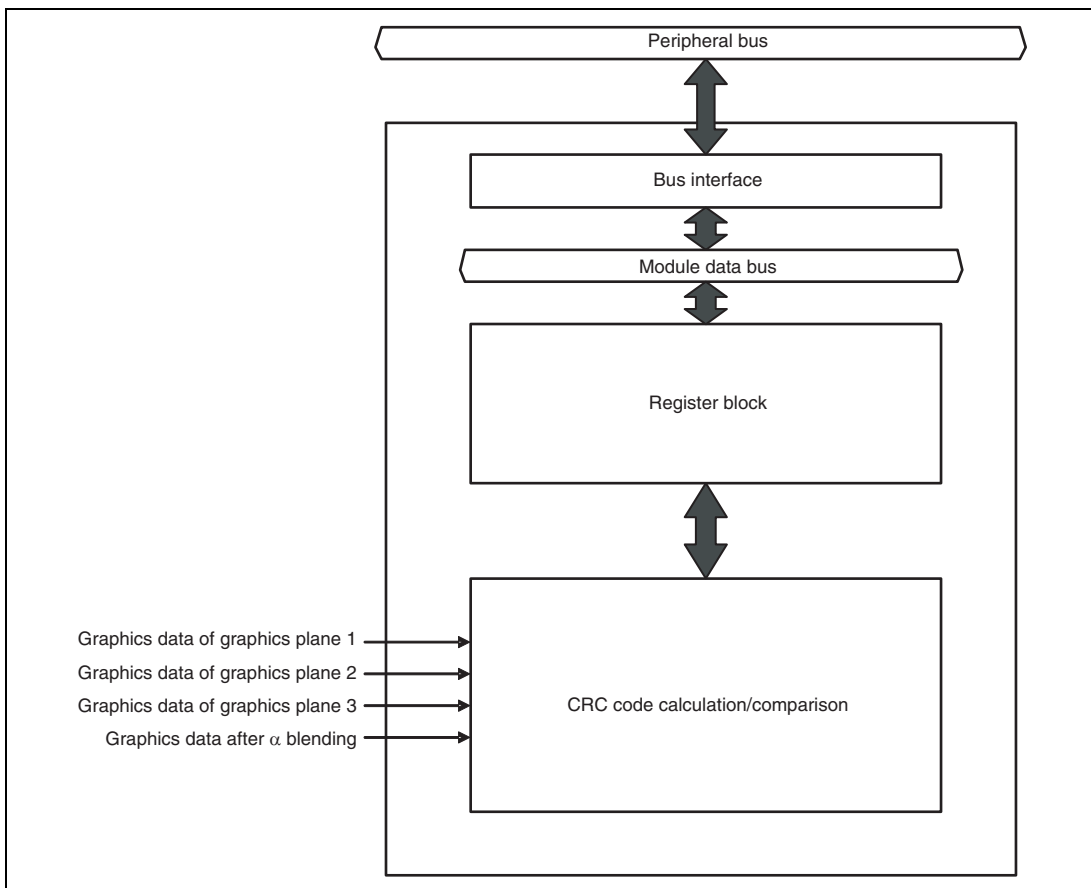 Peripheral bus
Bus interface
Module data bus
Register block
Graphics data of graphics plane 1
Graphics data of graphics plane 2
Graphics data of graphics plane 3
Graphics data after α blending
CRC code calculation/comparison